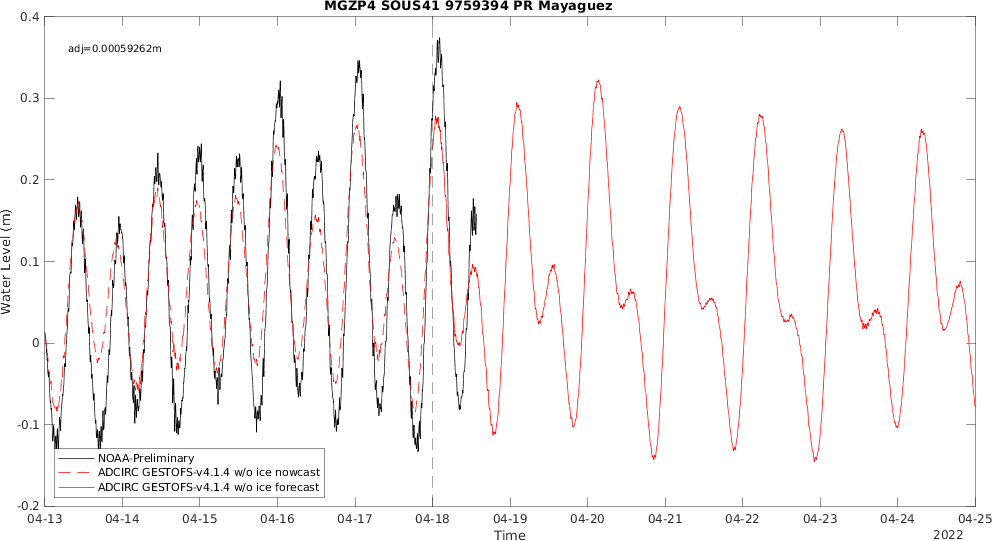 MGZP4 SOUS41 9759394 PR Mayaguez
adj=0.00059262m
0.4
0.3
0.2
0.1
0
-0.1
-0.2
Water Level (m)
NOAA-Preliminary
ADCIRC GESTOFS-v4.1.4 w/o ice nowcast
ADCIRC GESTOFS-v4.1.4 w/o ice forecast
04-13 04-14 04-15 04-16 04-17 04-18 04-19 04-20 04-21 04-22 04-23 04-24 04-25
Time
2022